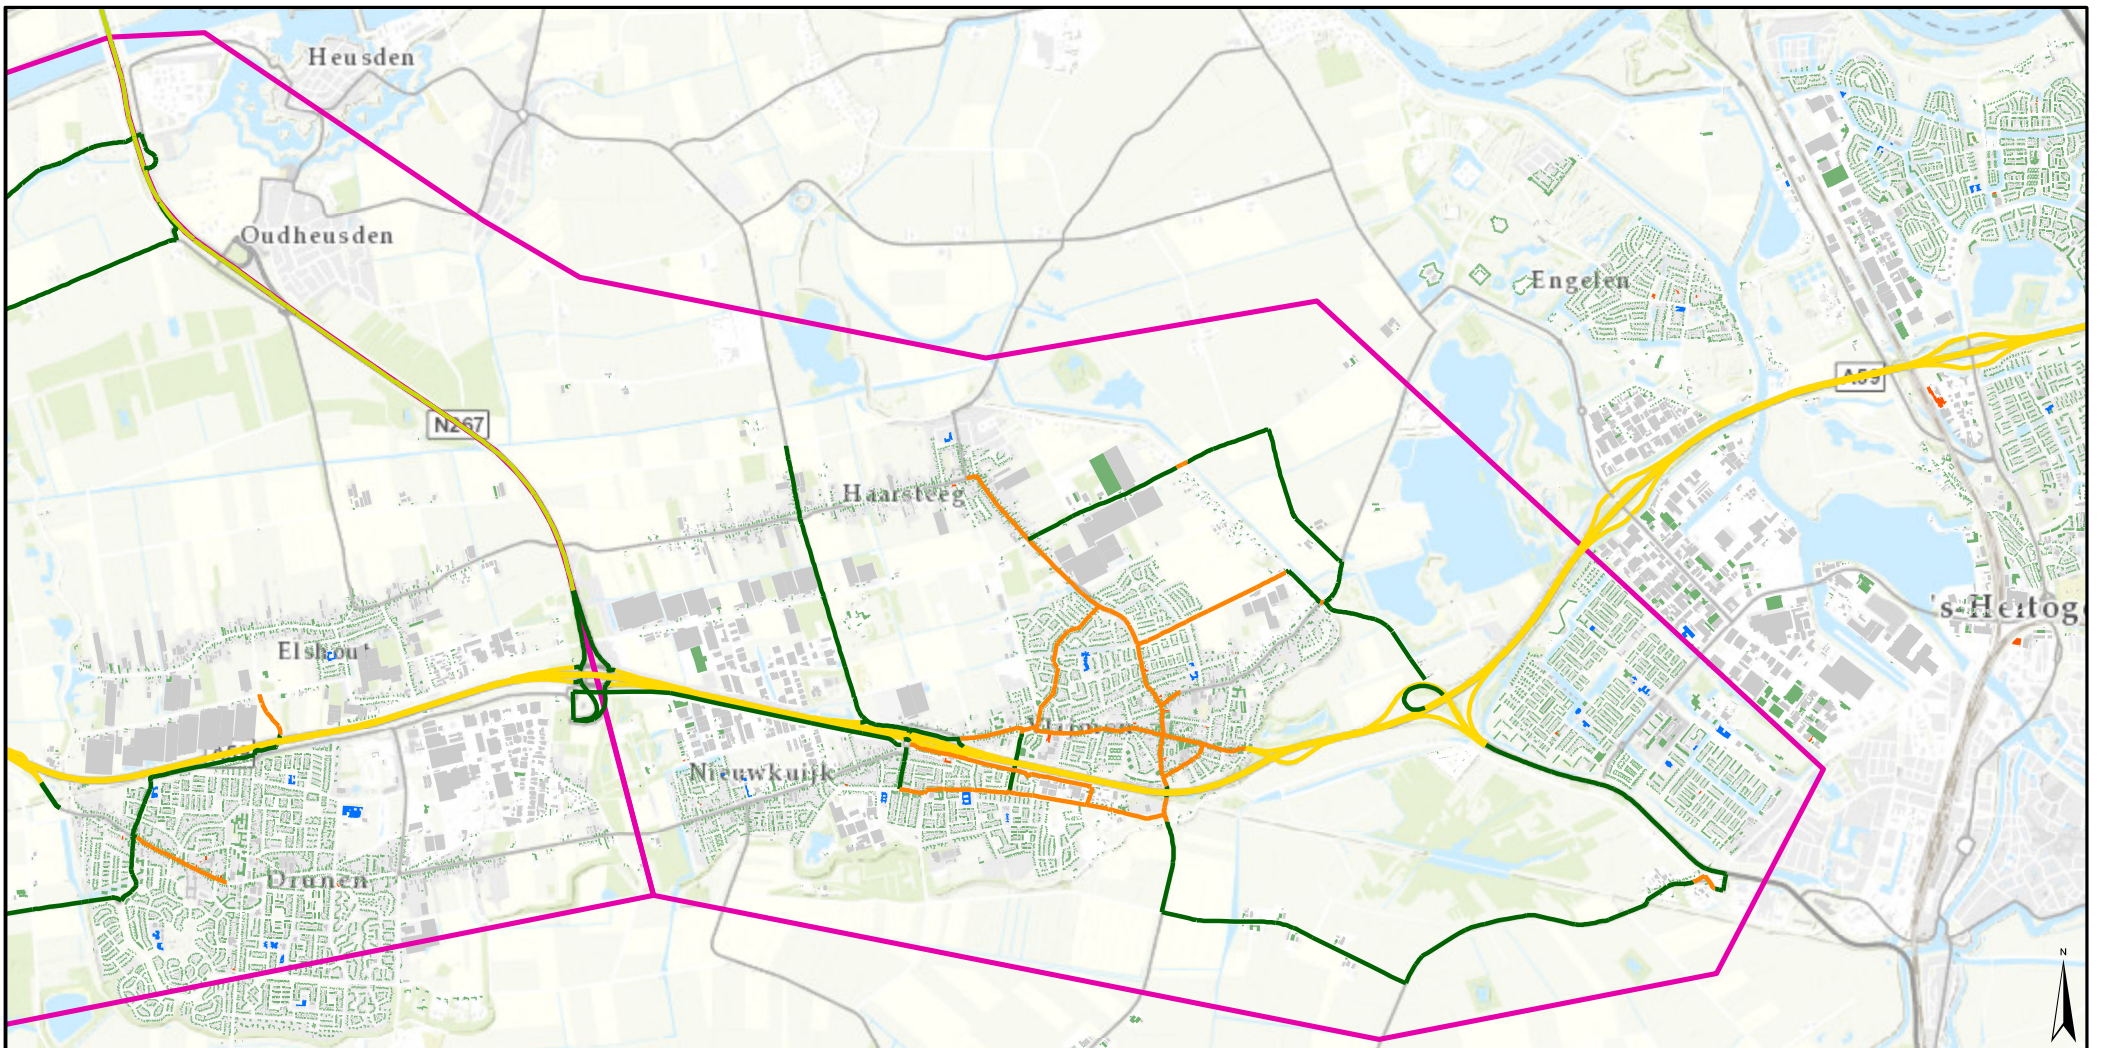 Heusden
Oudheusden
Engelen
A59
N267
Haarsteeg
's-Hertog
Elshout
Nieuwkuijk
Drunen
N